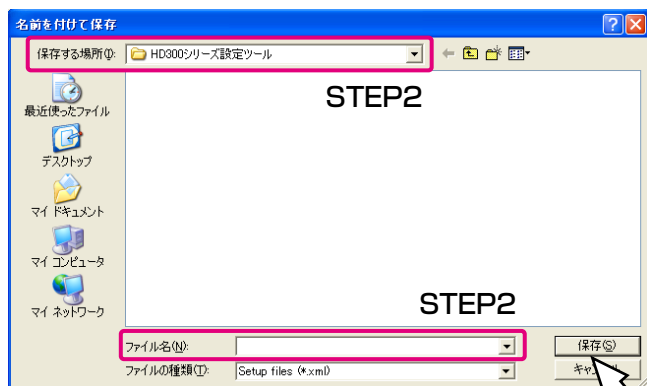 名前を付けて保存
保存する場所(I): HD300シリーズ設定ツール
STEP2
最近使ったファイル
デスクトップ
マイ ドキュメント
マイ コンピュータ
マイ ネットワーク
STEP2
ファイル名(N): 保存(S)
ファイルの種類(T): Setup files (*.xml)